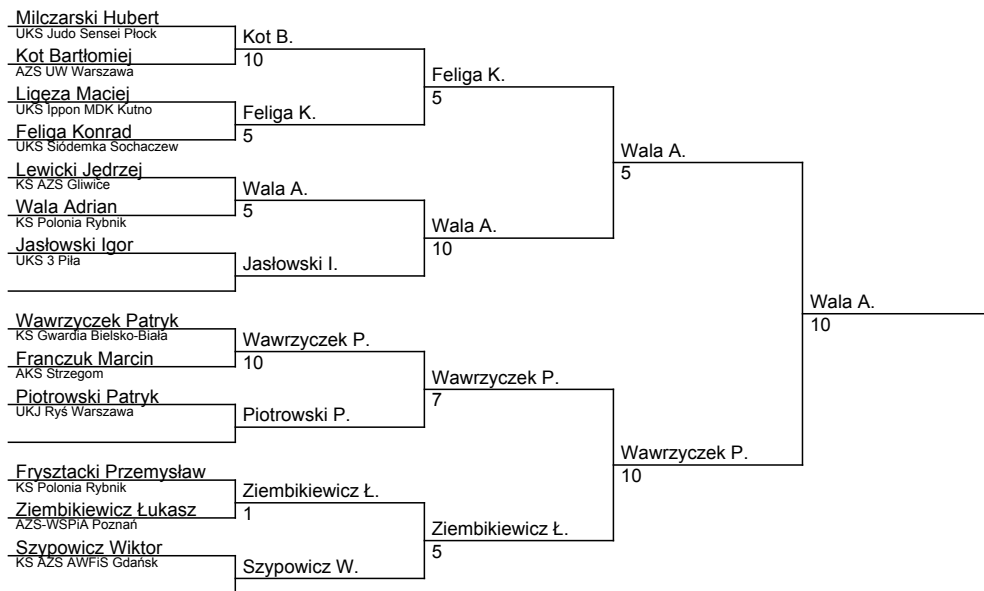 Milczarski Hubert
UKS Judo Sensei Płock
Kot Bartłomiej
AZS UW Warszawa
Ligęza Maciej
UKS Ippon MDK Kutno
Feliga Konrad
UKS Siódemka Sochaczew
Lewicki Jędrzej
KS AZS Gliwice
Wala Adrian
KS Polonia Rybnik
Jasłowski Igor
UKS 3 Piła
Wawrzyczek Patryk
KS Gwardia Bielsko-Biała
Franczuk Marcin
AKS Strzegom
Piotrowski Patryk
UKJ Ryś Warszawa
Frysztacki Przemysław
KS Polonia Rybnik
Ziembikiewicz Łukasz
AZS-WSPiA Poznań
Szypowicz Wiktor
KS AZS AWFiS Gdańsk
Kot B.
10
Feliga K.
5
Wala A.
5
Jasłowski I.
Wawrzyczek P.
10
Piotrowski P.
Ziembikiewicz Ł.
1
Szypowicz W.
Feliga K.
5
Wala A.
10
Wawrzyczek P.
7
Ziembikiewicz Ł.
5
Wala A.
5
Wawrzyczek P.
10
Wala A.
10